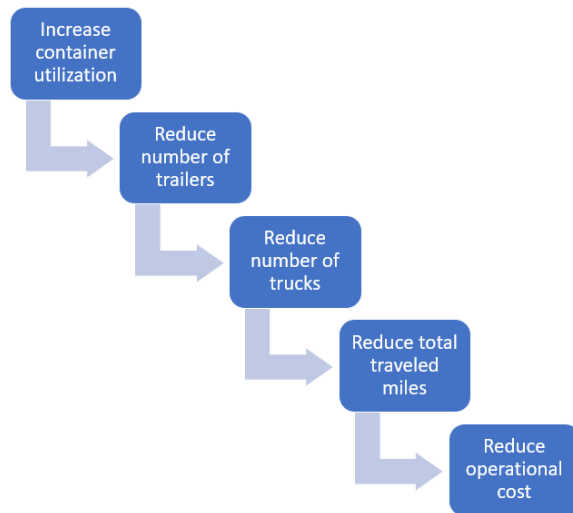 Increase
container
utilization
Reduce
number of
trailers
Reduce
number of
trucks
Reduce total
traveled
miles
Reduce
operational
cost